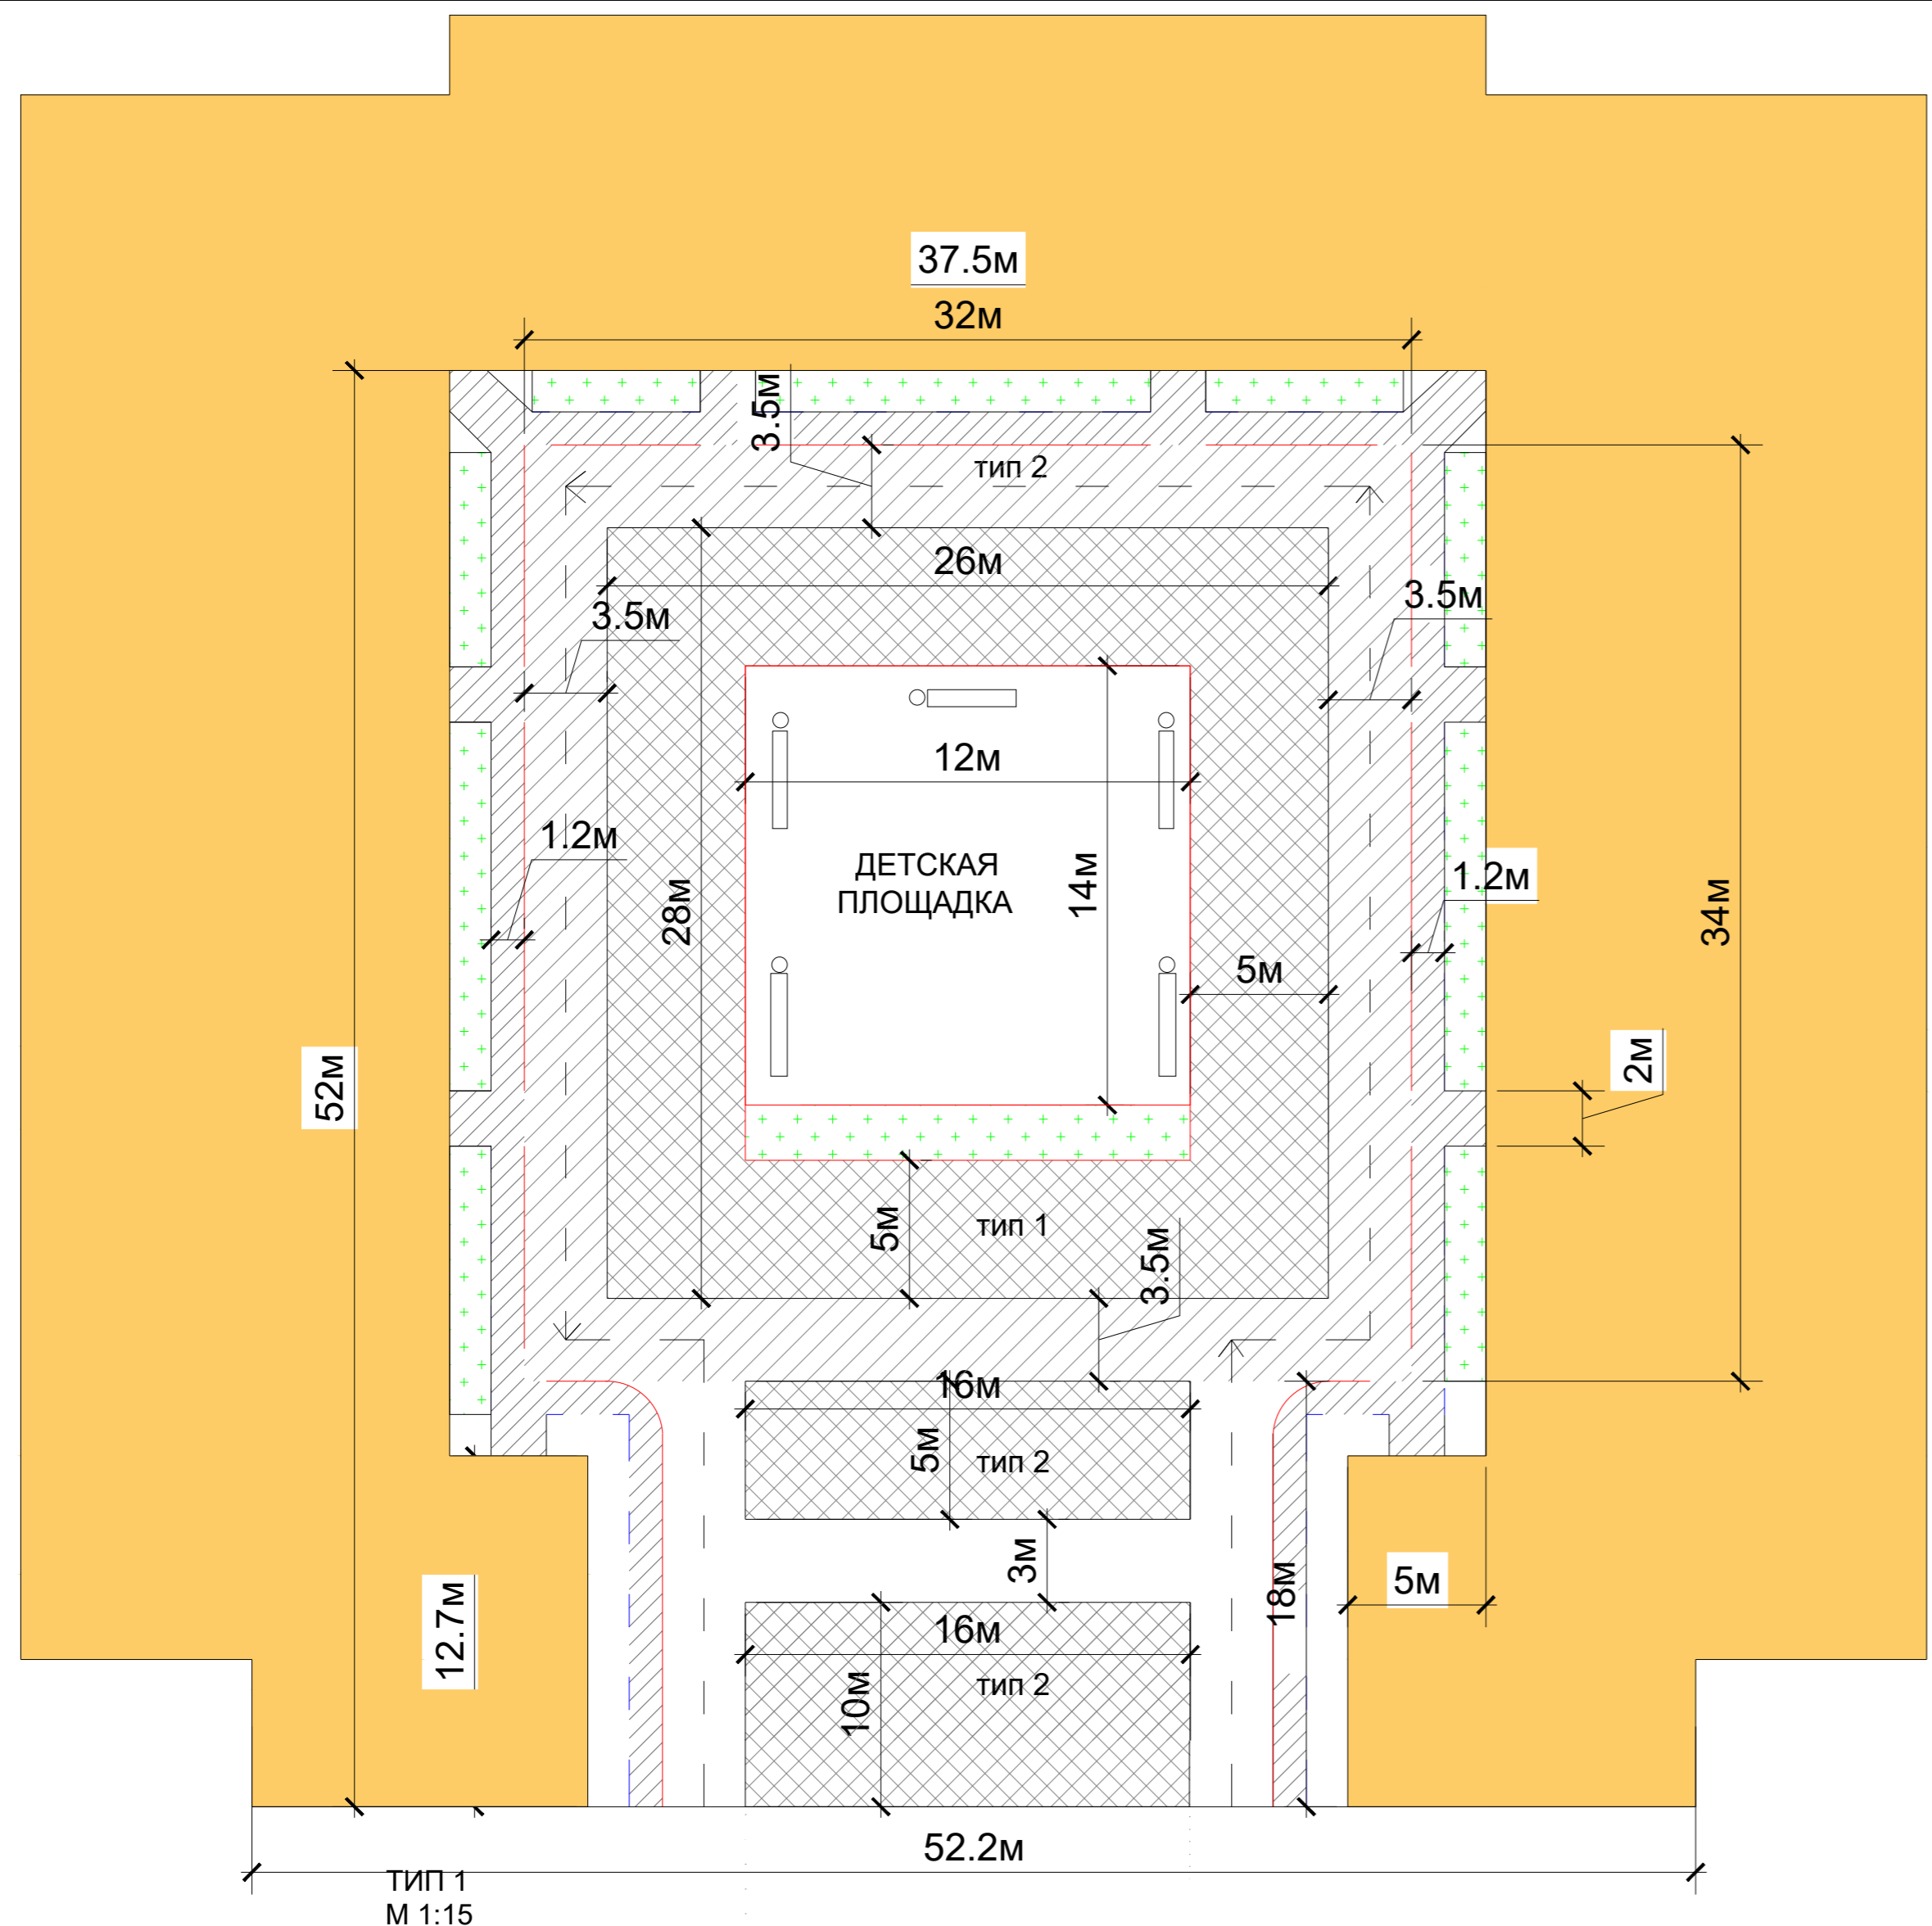 37.5м
32м
3.5м
тип 2
26м
3.5м
3.5м
12м
1.2м
ДЕТСКАЯ
ПЛОЩАДКА
14м
1.2м
28м
34м
5м
52м
2м
5м
тип 1
3.5м
16м
5м
тип 2
3м
18м
5м
12.7м
16м
10м
тип 2
52.2м
ТИП 1
М 1:15